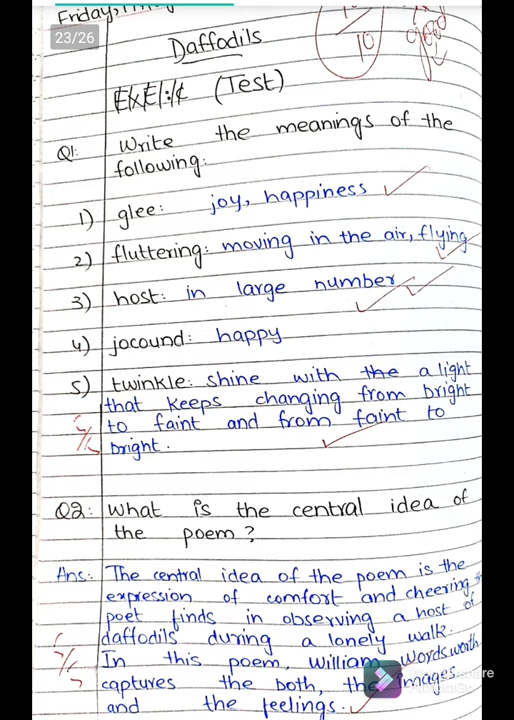 Friday,
23/26
10
10
good
Daffodils
(Test)
Q1: Write the meanings of the
following:
1) glee: joy, happiness
2) fluttering: moving in the air, flying
3) host: in large number
4) jocound: happy
5) twinkle: shine with the a light
that keeps changing from bright
to faint and from faint to
bright.
5/5
Q2: What is the central idea of
the poem?
Ans: The central idea of the poem is the
expression of comfort and cheering
poet finds in observing a host of
daffodils during a lonely walk.
In this poem, William Wordsworth
captures the both, the images
and the feelings.
5/5